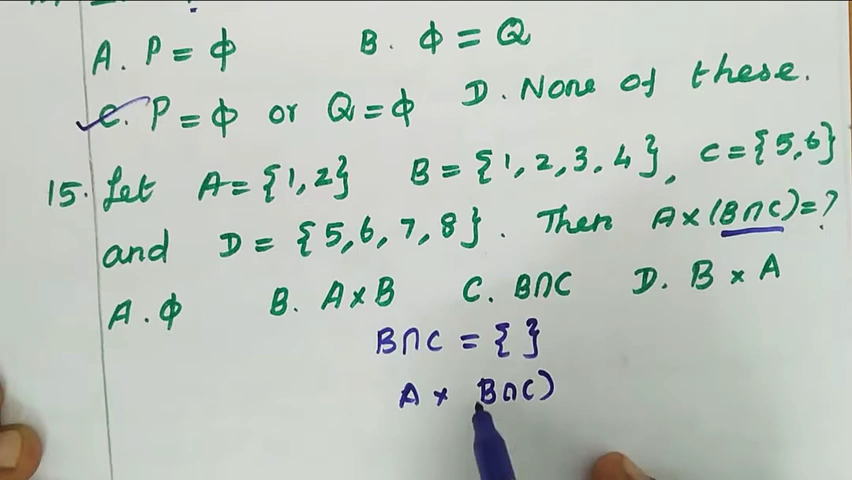 A. P = ϕ B. ϕ = Q
C. P = ϕ or Q = ϕ D. None of these.
15. Let A = {1,2} B = {1,2,3,4}, C = {5,6}
and D = {5,6,7,8}. Then A×(B∩C)=?
A. ϕ B. A×B C. B∩C D. B × A
B∩C = { }
A × B∩C)